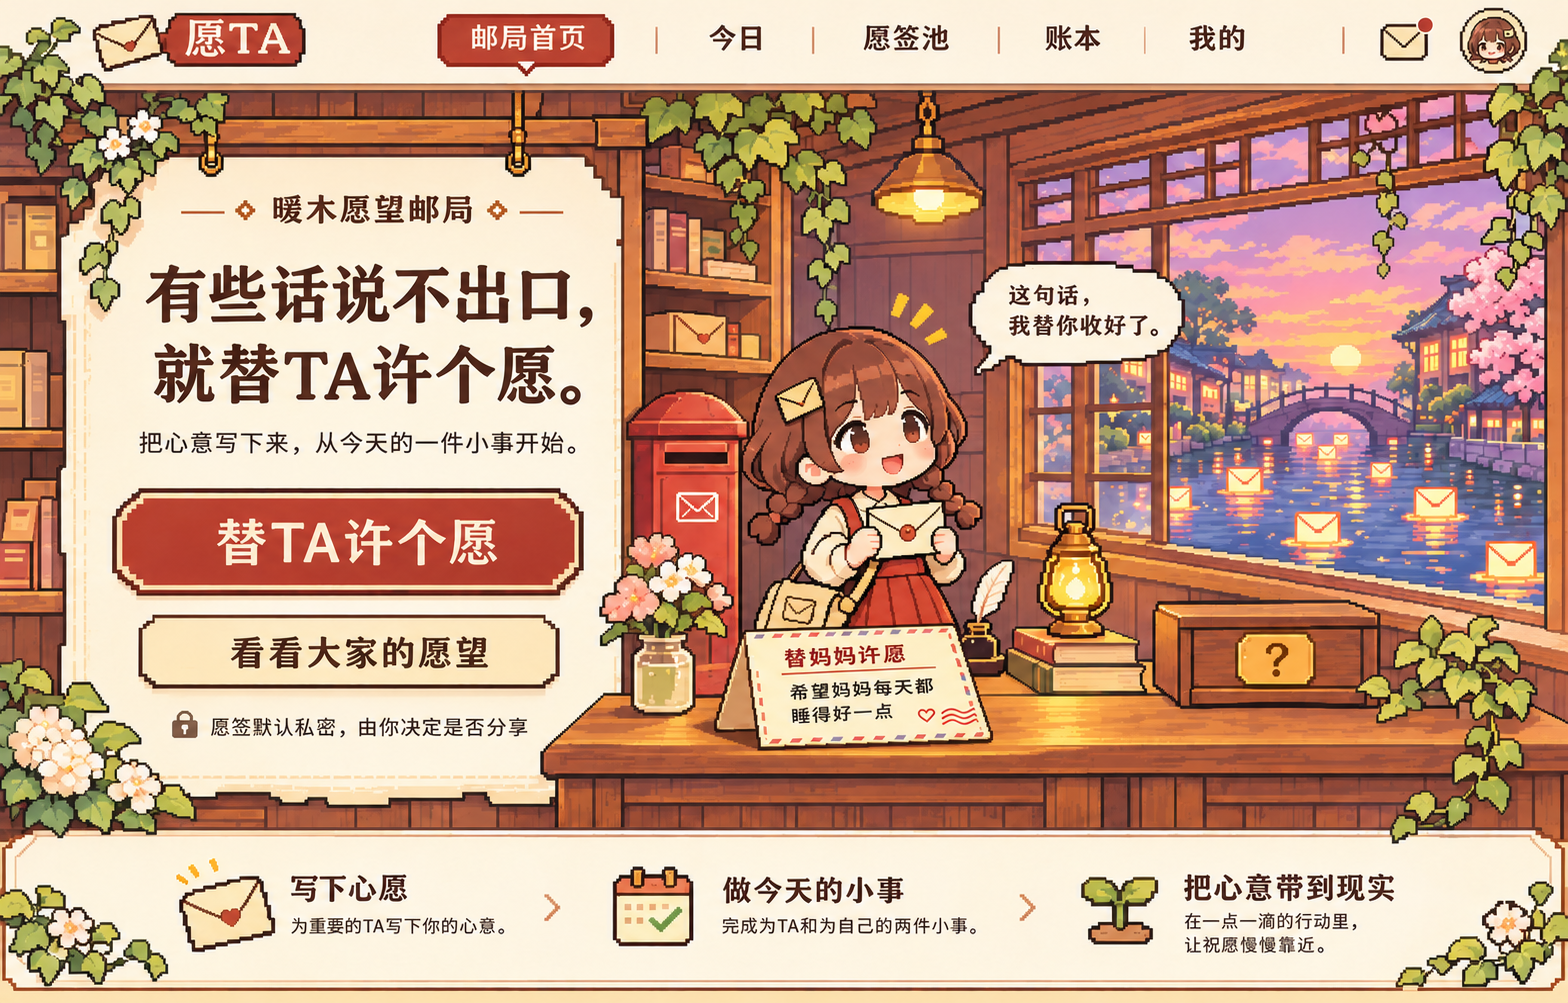 愿TA
邮局首页
今日
愿签池
账本
我的
暖木愿望邮局
有些话说不出口，
就替TA许个愿。
把心意写下来，从今天的一件小事开始。
替TA许个愿
看看大家的愿望
愿签默认私密，由你决定是否分享
这句话，
我替你收好了。
替妈妈许愿
希望妈妈每天都
睡得好一点
?
写下心愿
为重要的TA写下你的心意。
做今天的小事
完成为TA和为自己的两件小事。
把心意带到现实
在一点一滴的行动里，
让祝愿慢慢靠近。